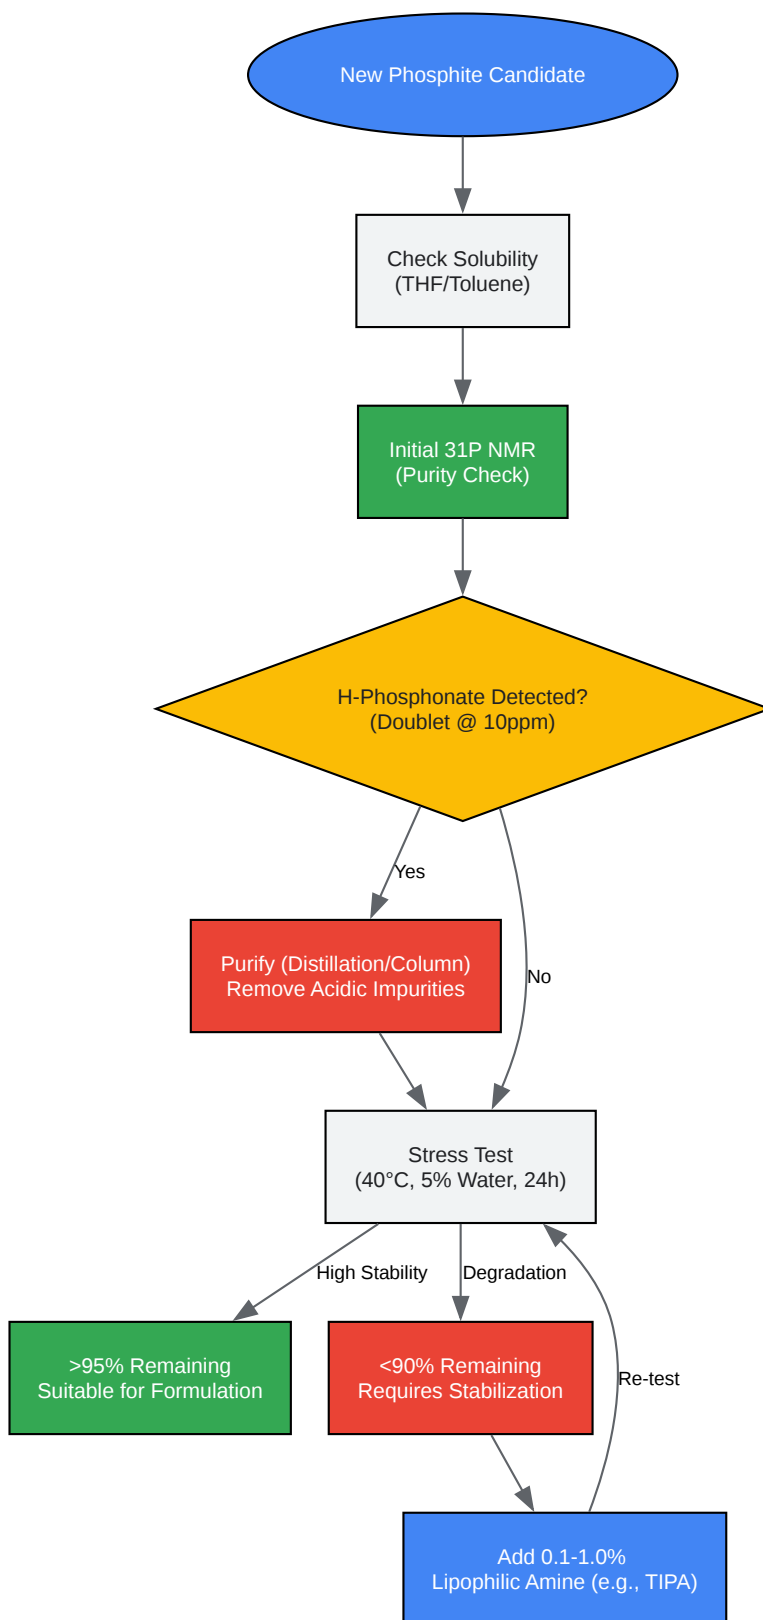 New Phosphite Candidate
Check Solubility
(THF/Toluene)
Initial 31P NMR
(Purity Check)
H-Phosphonate Detected?
(Doublet @ 10ppm)
Yes
Purify (Distillation/Column)
Remove Acidic Impurities
No
Stress Test
(40°C, 5% Water, 24h)
High Stability
Degradation
>95% Remaining
Suitable for Formulation
<90% Remaining
Requires Stabilization
Re-test
Add 0.1-1.0%
Lipophilic Amine (e.g., TIPA)